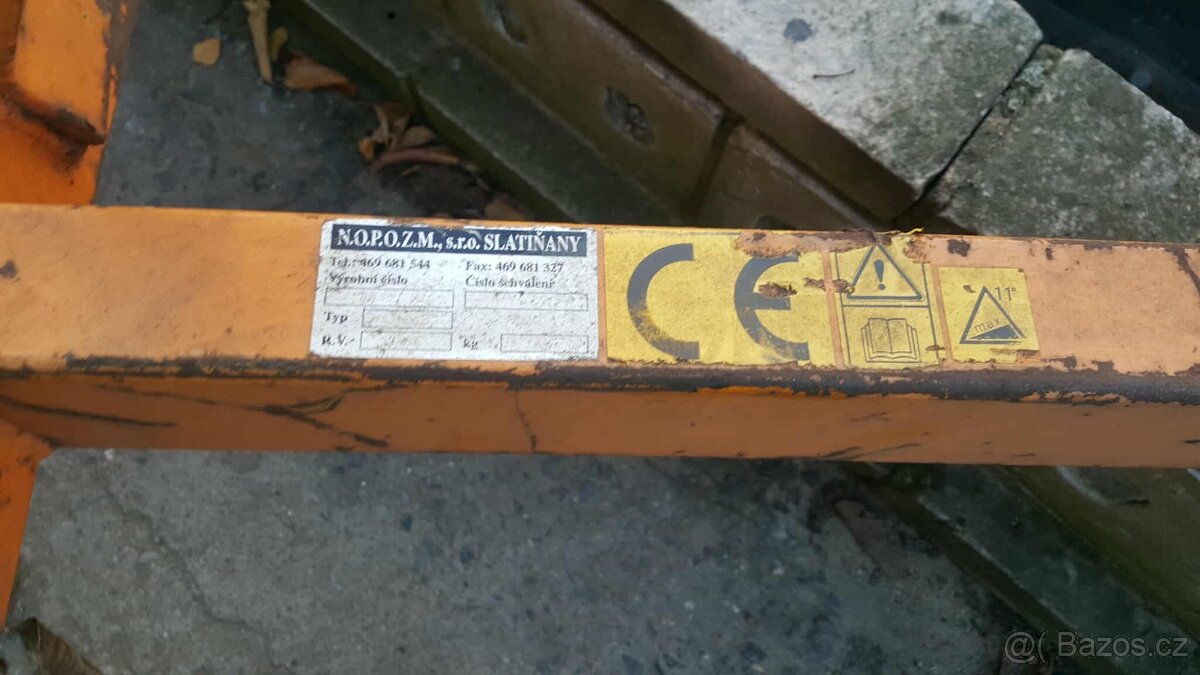 N.O.P.O.Z.M., s.r.o. SLATIŇANY
Tel.: 469 681 544 Fax: 469 681 327
Výrobní číslo Číslo schválení
Typ
R.V. kg
CE
11°
max
@( Bazos.cz